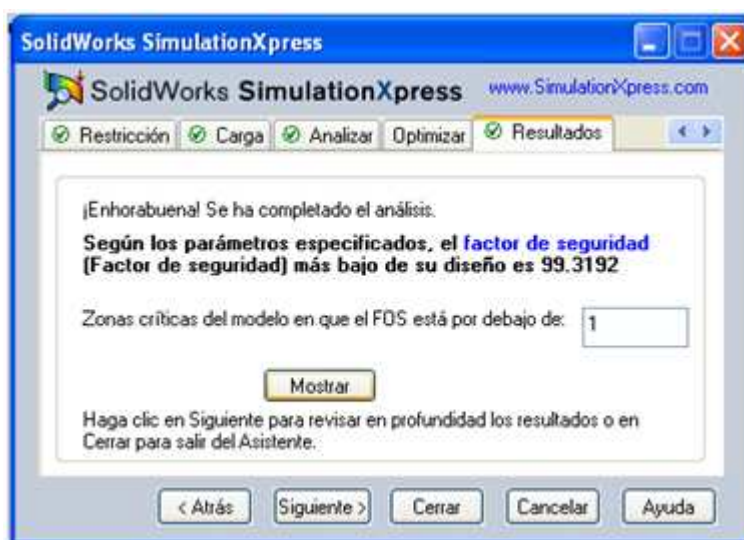 SolidWorks SimulationXpress
SolidWorks SimulationXpress www.SimulationXpress.com
Restricción Carga Analizar Optimizar Resultados
¡Enhorabuena! Se ha completado el análisis.
Según los parámetros especificados, el factor de seguridad
(Factor de seguridad) más bajo de su diseño es 99.3192
Zonas críticas del modelo en que el FOS está por debajo de: 1
Mostrar
Haga clic en Siguiente para revisar en profundidad los resultados o en
Cerrar para salir del Asistente.
< Atrás Siguiente > Cerrar Cancelar Ayuda